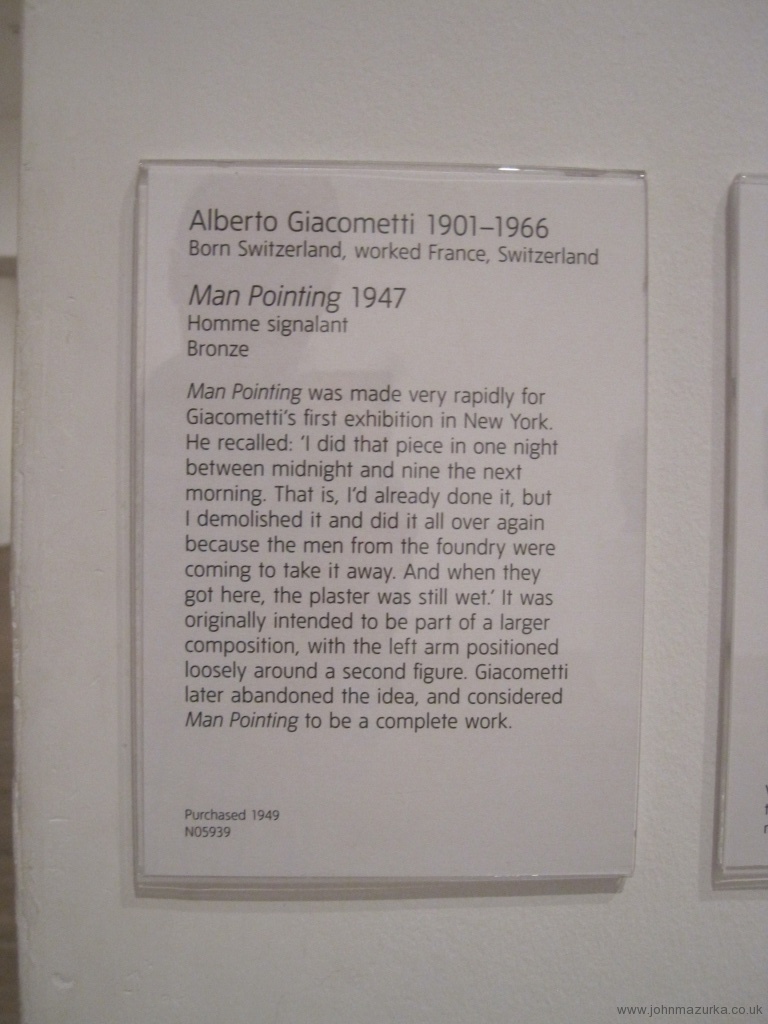 Alberto Giacometti 1901–1966
Born Switzerland, worked France, Switzerland
Man Pointing 1947
Homme signalant
Bronze
Man Pointing was made very rapidly for
Giacometti's first exhibition in New York.
He recalled: 'I did that piece in one night
between midnight and nine the next
morning. That is, I'd already done it, but
I demolished it and did it all over again
because the men from the foundry were
coming to take it away. And when they
got here, the plaster was still wet.' It was
originally intended to be part of a larger
composition, with the left arm positioned
loosely around a second figure. Giacometti
later abandoned the idea, and considered
Man Pointing to be a complete work.
Purchased 1949
N05939
www.johnmazurka.co.uk